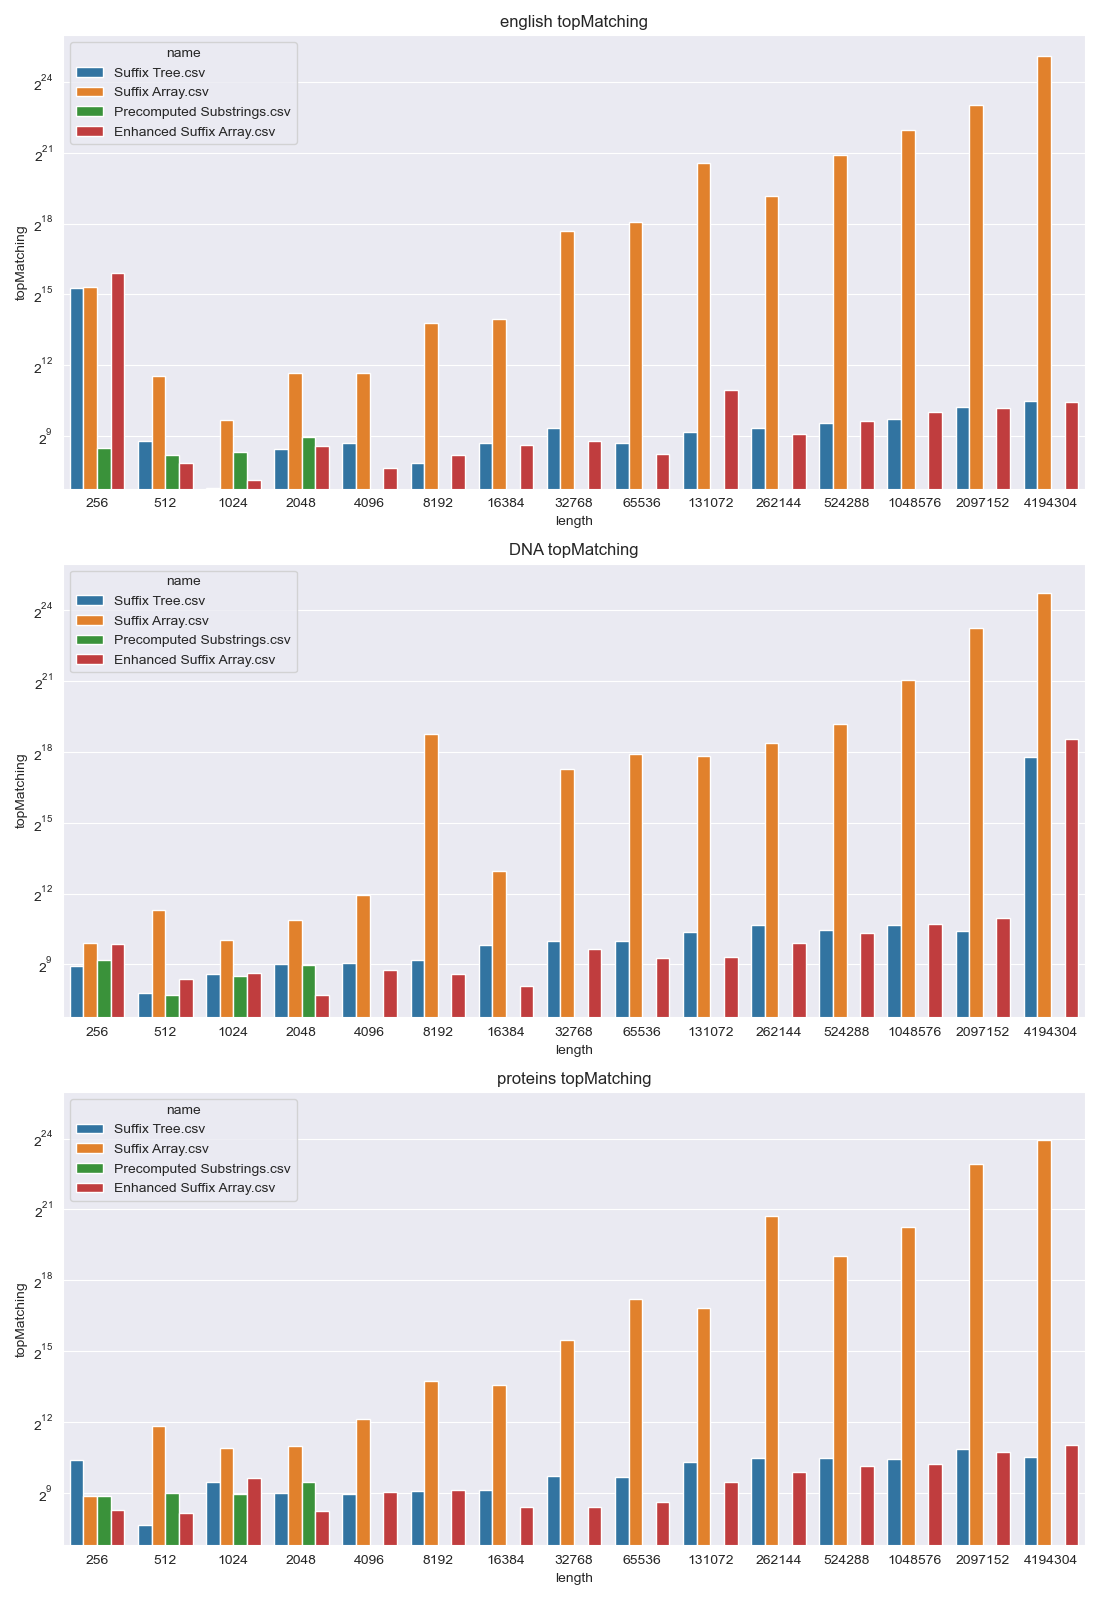 english topMatching
name
Suffix Tree.csv
Suffix Array.csv
Precomputed Substrings.csv
Enhanced Suffix Array.csv
topMatching
2^24
2^21
2^18
2^15
2^12
2^9
256 512 1024 2048 4096 8192 16384 32768 65536 131072 262144 524288 1048576 2097152 4194304
length
DNA topMatching
name
Suffix Tree.csv
Suffix Array.csv
Precomputed Substrings.csv
Enhanced Suffix Array.csv
topMatching
2^24
2^21
2^18
2^15
2^12
2^9
256 512 1024 2048 4096 8192 16384 32768 65536 131072 262144 524288 1048576 2097152 4194304
length
proteins topMatching
name
Suffix Tree.csv
Suffix Array.csv
Precomputed Substrings.csv
Enhanced Suffix Array.csv
topMatching
2^24
2^21
2^18
2^15
2^12
2^9
256 512 1024 2048 4096 8192 16384 32768 65536 131072 262144 524288 1048576 2097152 4194304
length